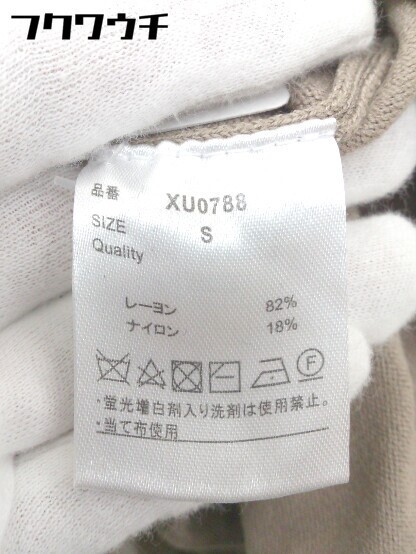 フクワウチ
品番 XU0788
SIZE S
Quality
レーヨン 82%
ナイロン 18%
F
・蛍光増白剤入り洗剤は使用禁止。
・当て布使用